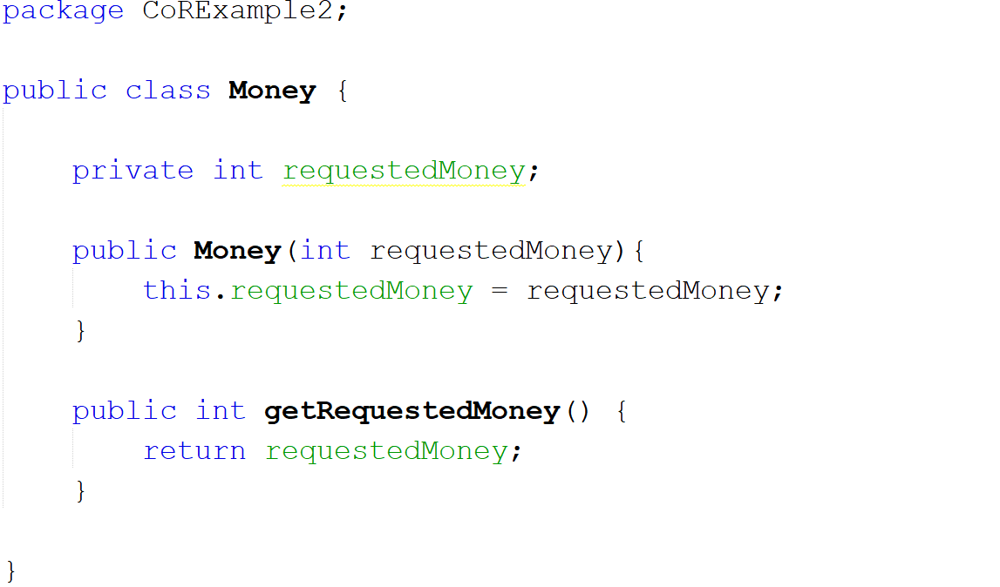 package CoRExample2;
public class Money {
private int requestedMoney;
public Money(int requestedMoney){
this.requestedMoney = requestedMoney;
}
public int getRequestedMoney() {
return requestedMoney;
}
}